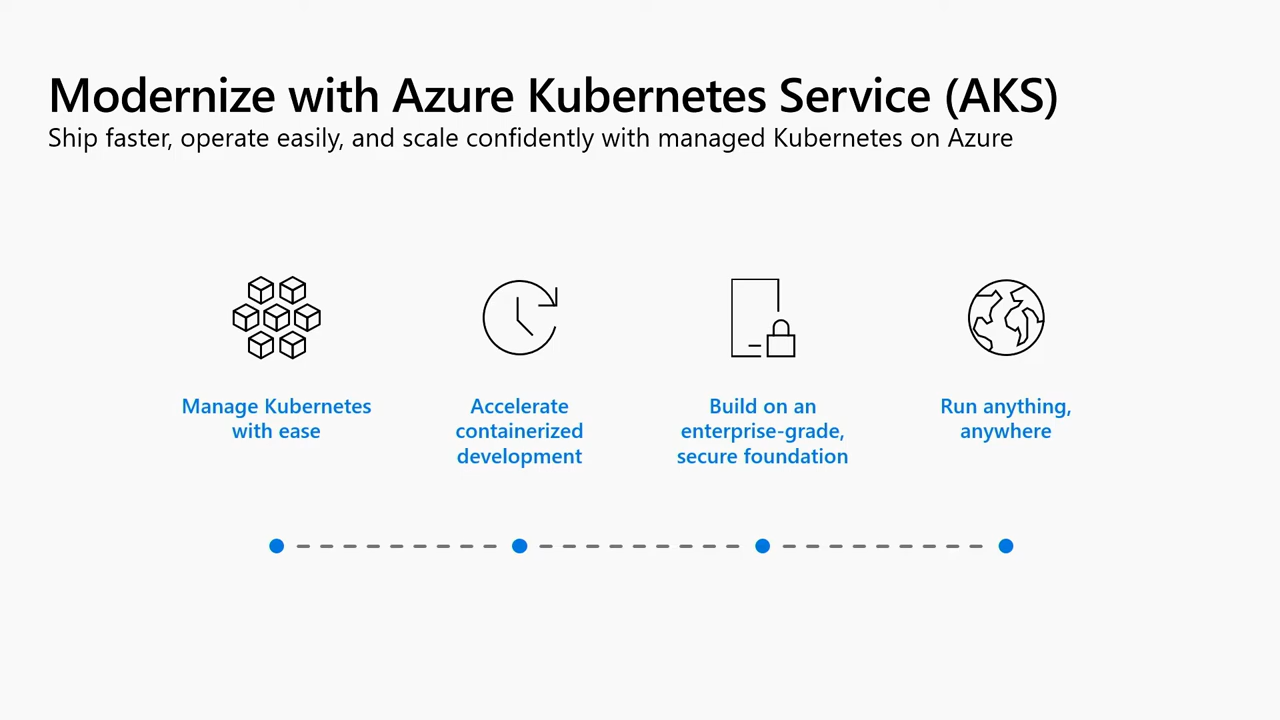 Modernize with Azure Kubernetes Service (AKS)
Ship faster, operate easily, and scale confidently with managed Kubernetes on Azure
Manage Kubernetes
with ease
Accelerate
containerized
development
Build on an
enterprise-grade,
secure foundation
Run anything,
anywhere